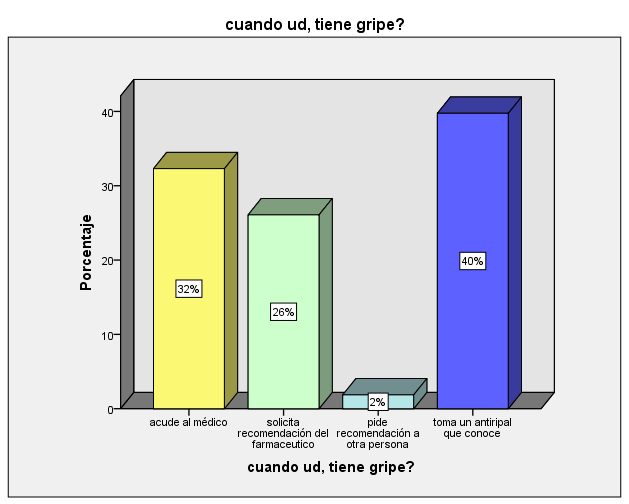 cuando ud, tiene gripe?
Porcentaje
40
30
20
10
0
32%
26%
2%
40%
acude al médico
solicita
recomendación del
farmaceutico
pide
recomendación a
otra persona
toma un antiripal
que conoce
cuando ud, tiene gripe?